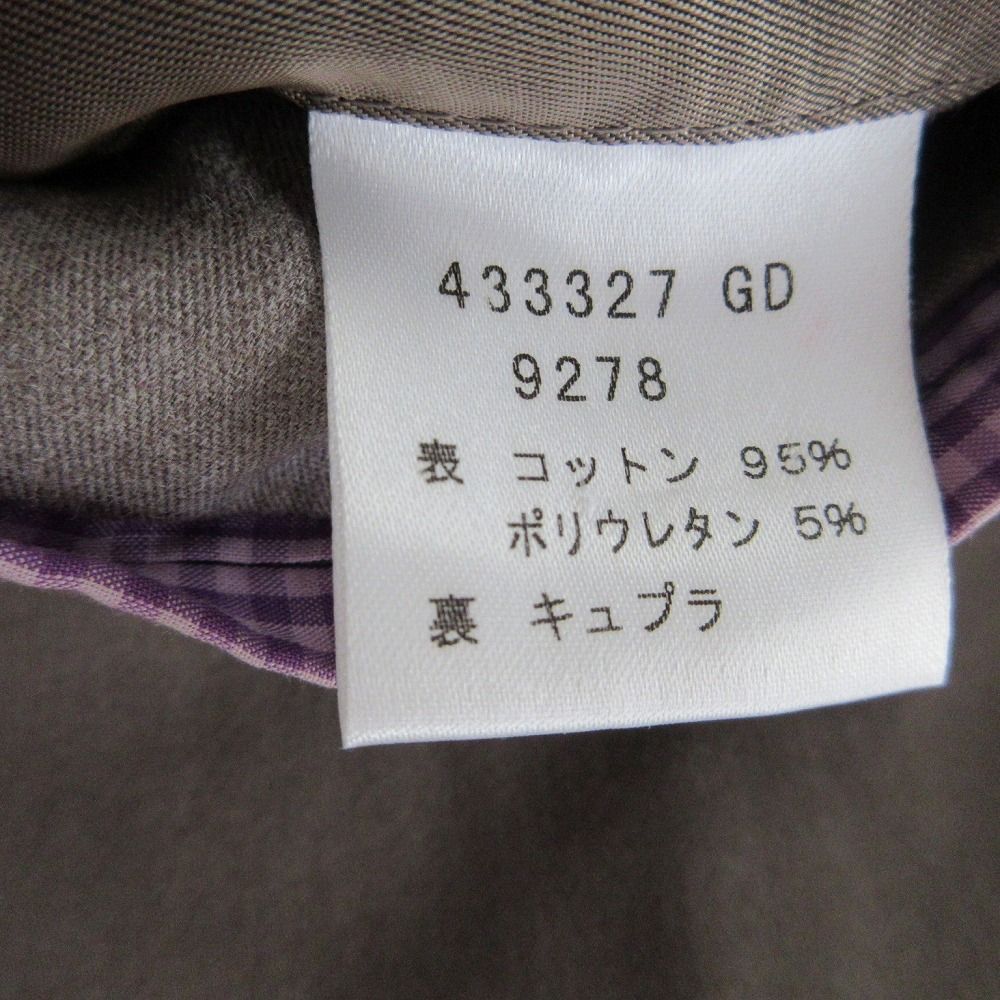 433327 GD
9278
表 コットン 95%
ポリウレタン 5%
裏 キュプラ